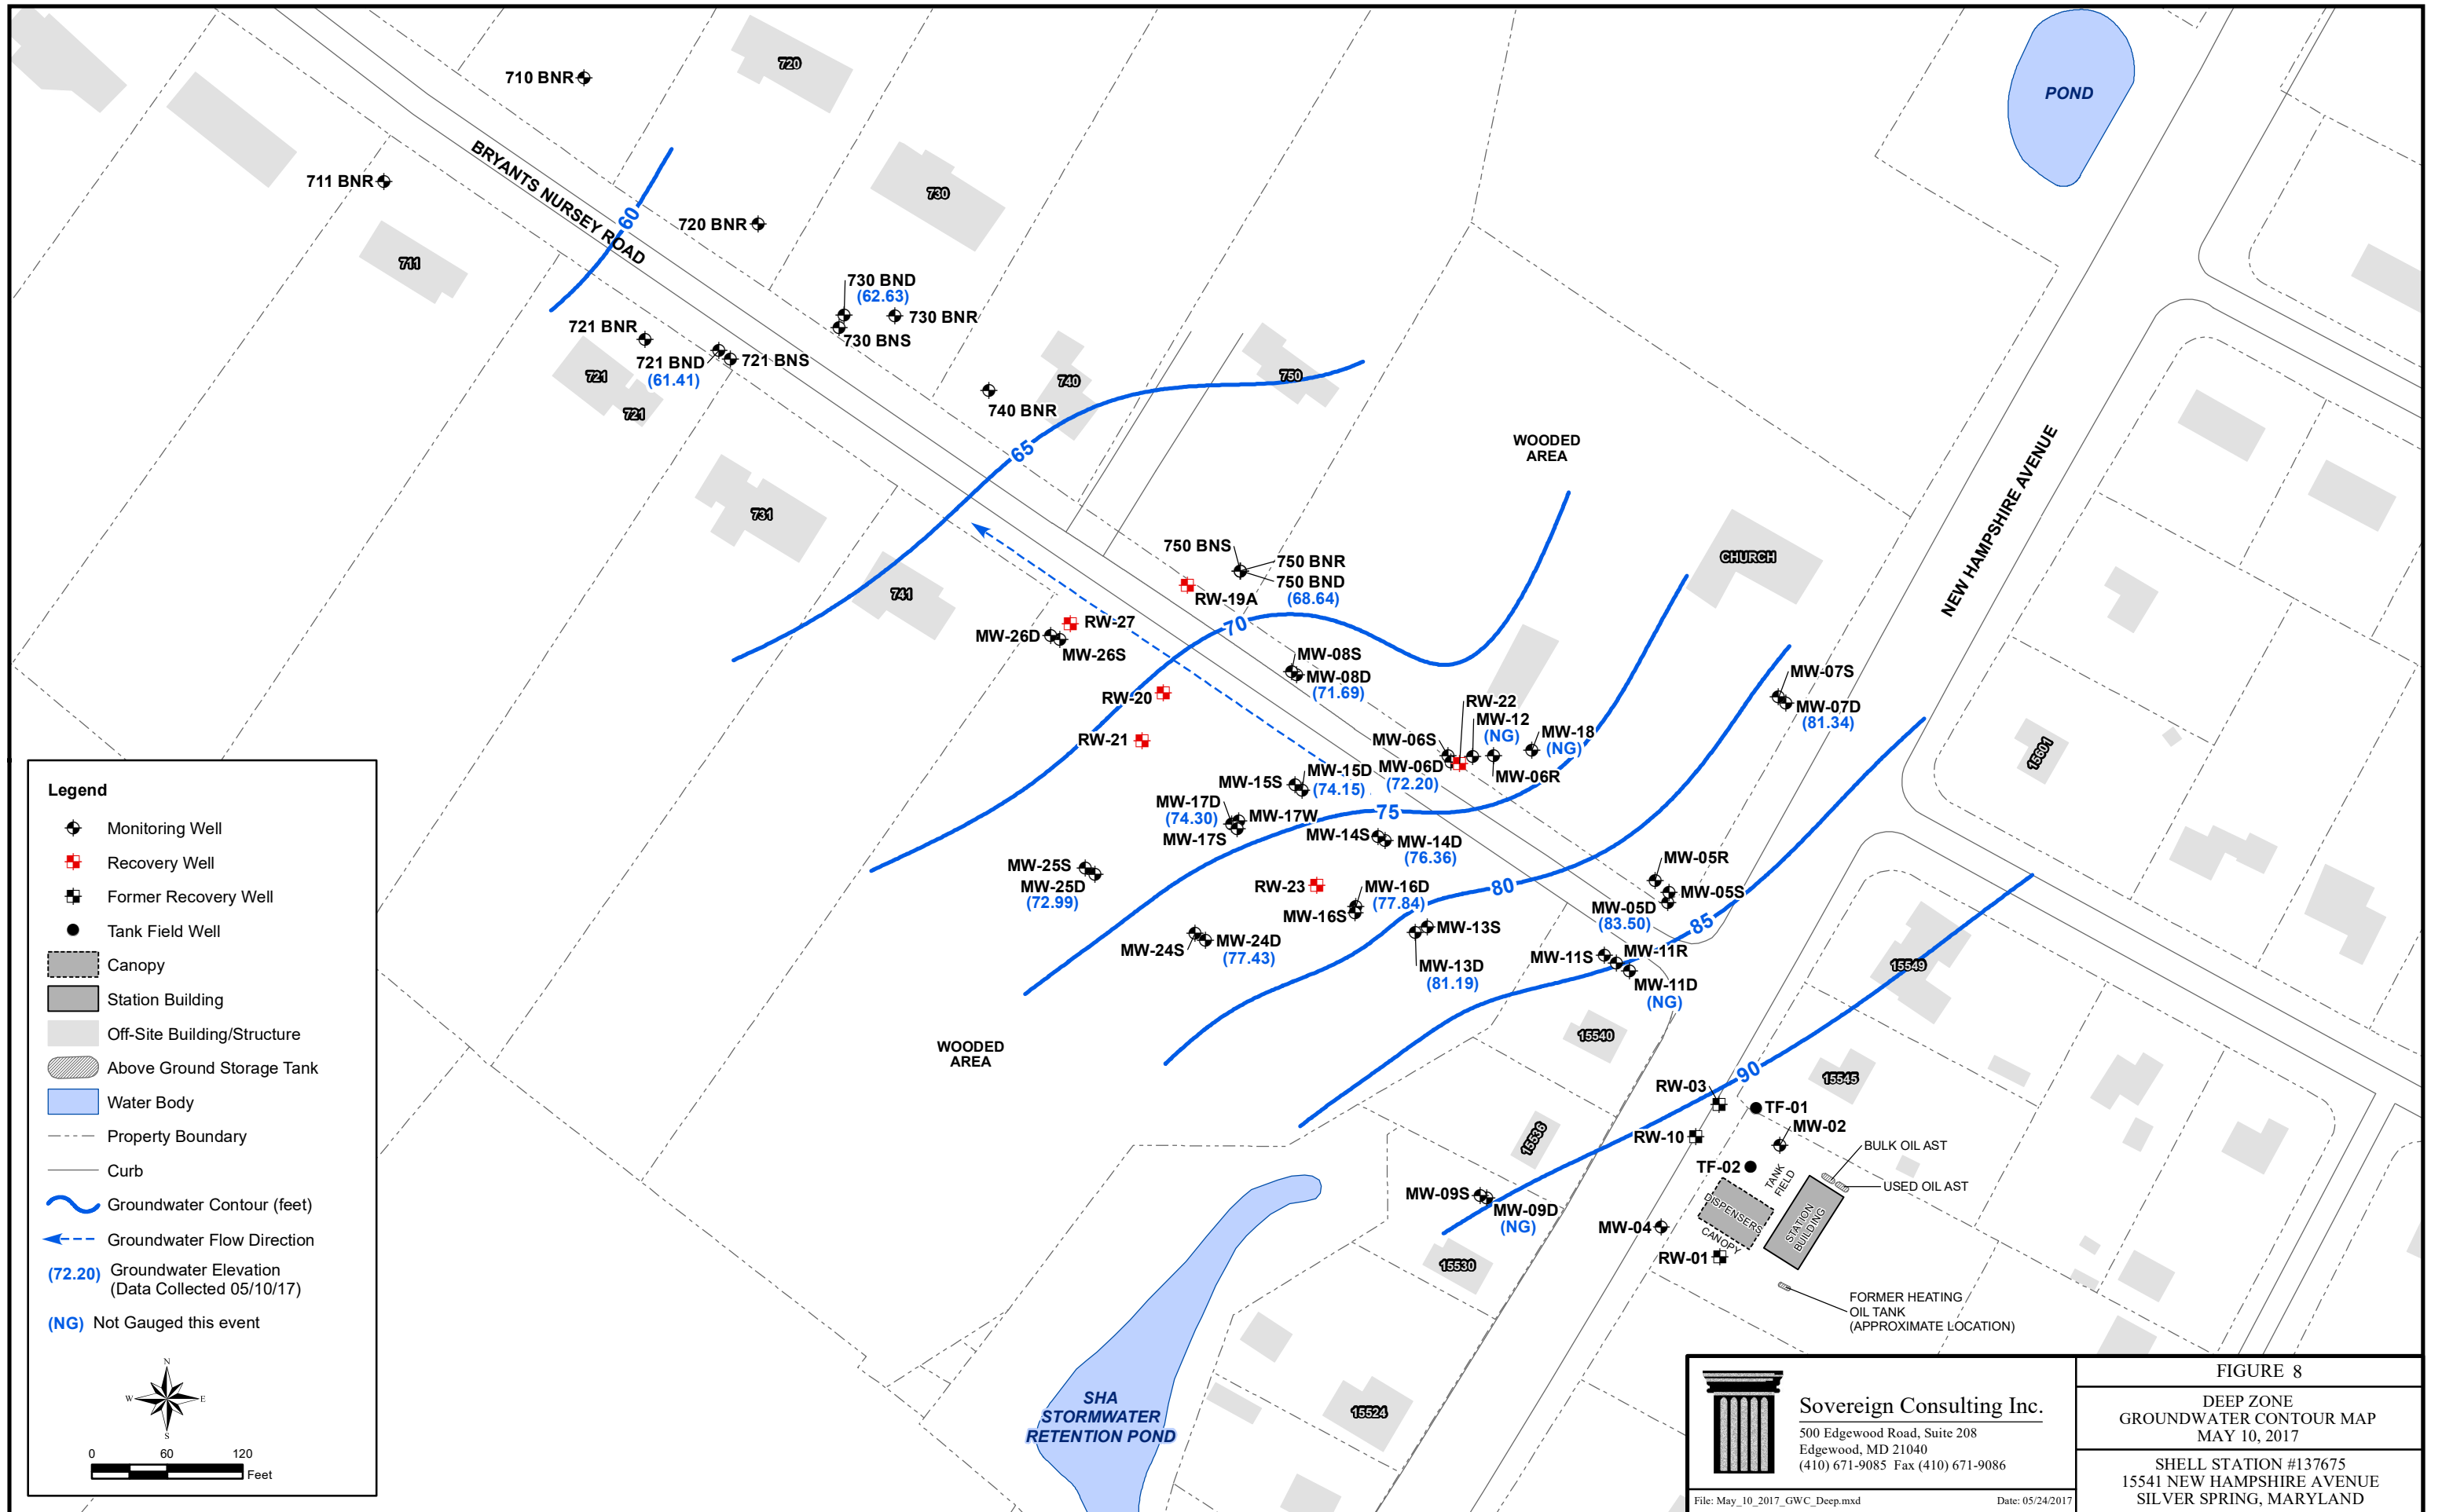 710 BNR
720
POND
711 BNR
BRYANTS NURSEY ROAD
60
720 BNR
730
711
730 BND
(62.63)
730 BNR
730 BNS
721 BNR
721 BND
(61.41)
721 BNS
721
721
740
740 BNR
750
65
WOODED
AREA
NEW HAMPSHIRE AVENUE
731
741
750 BNS
750 BNR
750 BND
(68.64)
RW-19A
CHURCH
RW-27
MW-26D
MW-26S
70
MW-08S
MW-08D
(71.69)
RW-20
RW-21
MW-07S
MW-07D
(81.34)
RW-22
MW-12
(NG)
MW-18
(NG)
MW-06S
MW-06D
(72.20)
MW-06R
15601
MW-15D
(74.15)
MW-15S
MW-17D
(74.30)
MW-17W
MW-17S
75
MW-14S
MW-14D
(76.36)
MW-25S
MW-25D
(72.99)
RW-23
MW-16D
(77.84)
MW-16S
80
MW-05R
MW-05S
MW-05D
(83.50)
85
MW-24S
MW-24D
(77.43)
MW-13S
MW-13D
(81.19)
MW-11S
MW-11R
MW-11D
(NG)
15549
15540
WOODED
AREA
90
15545
RW-03
TF-01
MW-02
RW-10
15536
TF-02
TANK
FIELD
BULK OIL AST
USED OIL AST
DISPENSERS
CANOPY
STATION
BUILDING
MW-09S
MW-09D
(NG)
MW-04
RW-01
15530
FORMER HEATING
OIL TANK
(APPROXIMATE LOCATION)
15524
SHA
STORMWATER
RETENTION POND
Legend
Monitoring Well
Recovery Well
Former Recovery Well
Tank Field Well
Canopy
Station Building
Off-Site Building/Structure
Above Ground Storage Tank
Water Body
Property Boundary
Curb
Groundwater Contour (feet)
Groundwater Flow Direction
(72.20) Groundwater Elevation
(Data Collected 05/10/17)
(NG) Not Gauged this event
N
W E
S
0 60 120
Feet
Sovereign Consulting Inc.
500 Edgewood Road, Suite 208
Edgewood, MD 21040
(410) 671-9085 Fax (410) 671-9086
File: May_10_2017_GWC_Deep.mxd
Date: 05/24/2017
FIGURE 8
DEEP ZONE
GROUNDWATER CONTOUR MAP
MAY 10, 2017
SHELL STATION #137675
15541 NEW HAMPSHIRE AVENUE
SILVER SPRING, MARYLAND